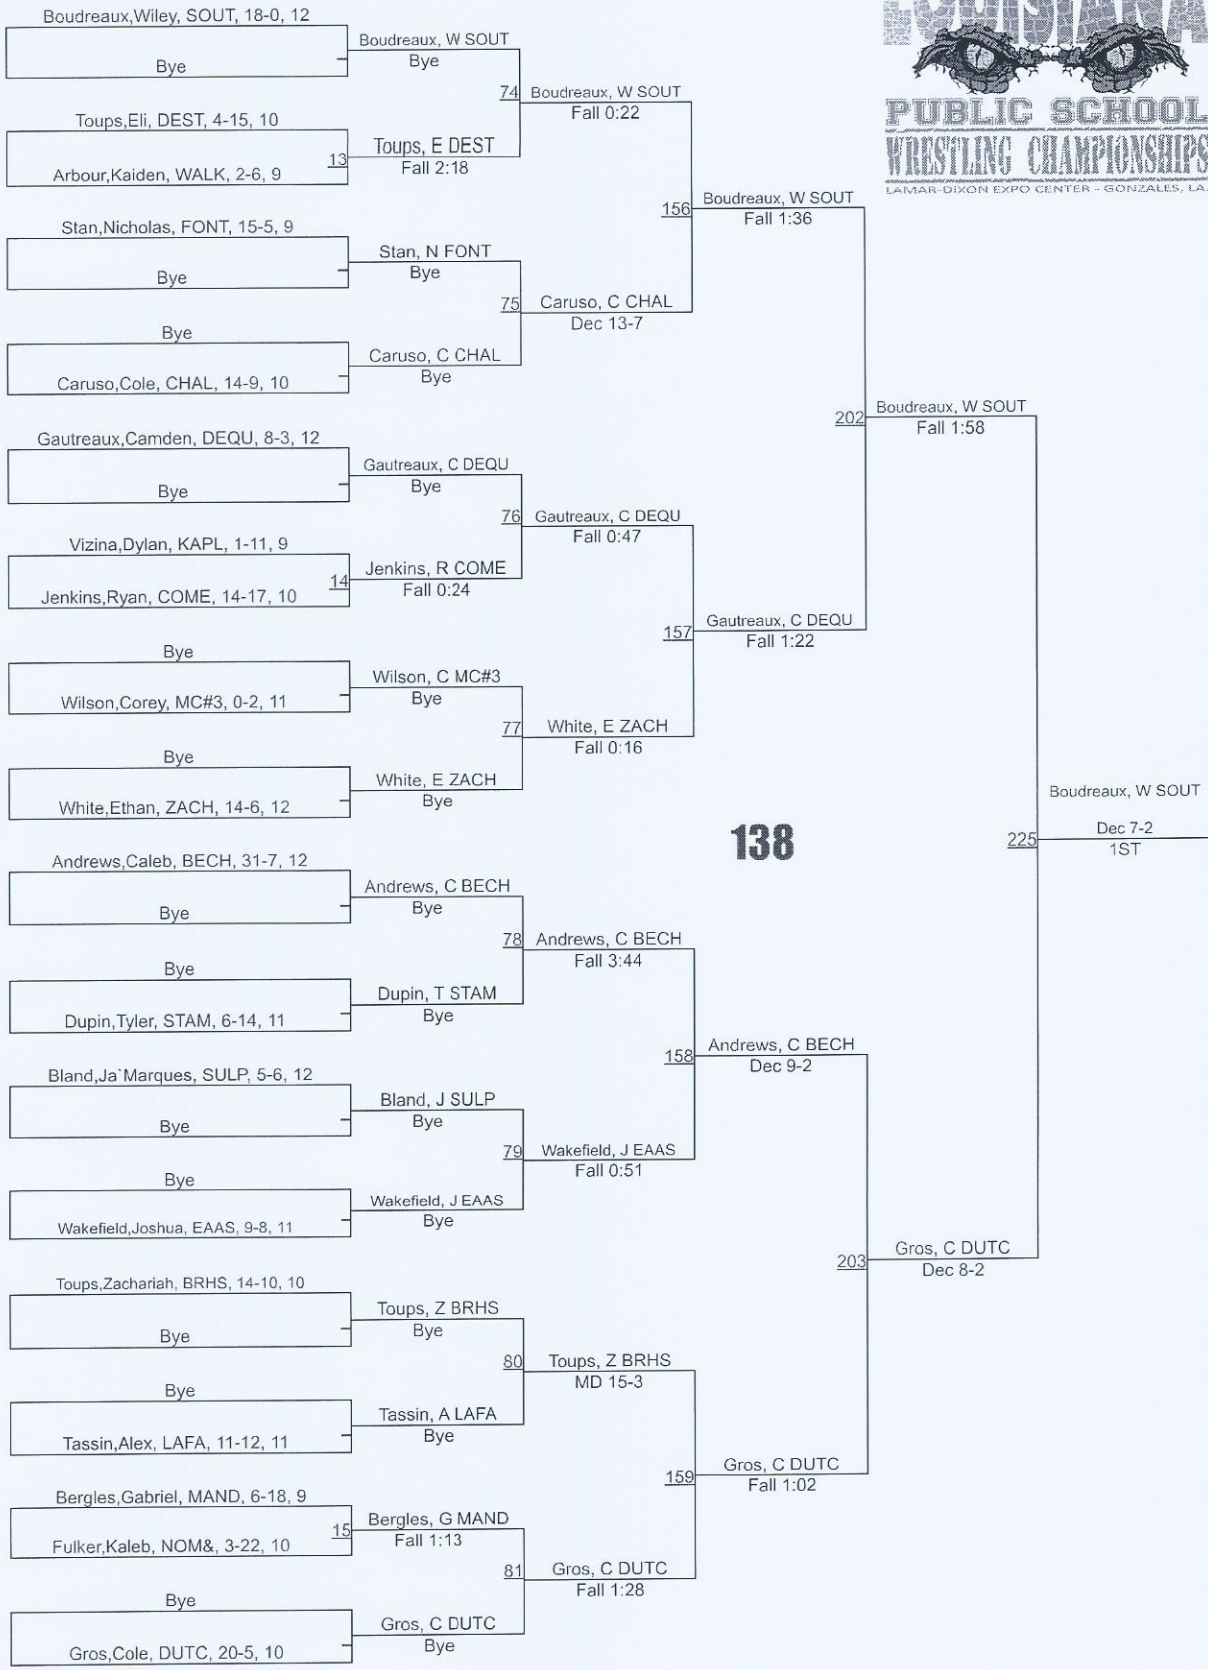 LOUISIANA
PUBLIC SCHOOL
WRESTLING CHAMPIONSHIPS
LAMAR-DIXON EXPO CENTER - GONZALES, LA.
138
Boudreaux,Wiley, SOUT, 18-0, 12
Bye
Toups,Eli, DEST, 4-15, 10
13
Arbour,Kaiden, WALK, 2-6, 9
Stan,Nicholas, FONT, 15-5, 9
Bye
Bye
Caruso,Cole, CHAL, 14-9, 10
Gautreaux,Camden, DEQU, 8-3, 12
Bye
Vizina,Dylan, KAPL, 1-11, 9
14
Jenkins,Ryan, COME, 14-17, 10
Bye
Wilson,Corey, MC#3, 0-2, 11
Bye
White,Ethan, ZACH, 14-6, 12
Andrews,Caleb, BECH, 31-7, 12
Bye
Bye
Dupin,Tyler, STAM, 6-14, 11
Bland,Ja`Marques, SULP, 5-6, 12
Bye
Bye
Wakefield,Joshua, EAAS, 9-8, 11
Toups,Zachariah, BRHS, 14-10, 10
Bye
Bye
Tassin,Alex, LAFA, 11-12, 11
Bergles,Gabriel, MAND, 6-18, 9
15
Fulker,Kaleb, NOM&, 3-22, 10
Bye
Gros,Cole, DUTC, 20-5, 10
Boudreaux, W SOUT
Bye
74
Toups, E DEST
Fall 2:18
Stan, N FONT
Bye
75
Caruso, C CHAL
Bye
Gautreaux, C DEQU
Bye
76
Jenkins, R COME
Fall 0:24
Wilson, C MC#3
Bye
77
White, E ZACH
Bye
Andrews, C BECH
Bye
78
Dupin, T STAM
Bye
Bland, J SULP
Bye
79
Wakefield, J EAAS
Bye
Toups, Z BRHS
Bye
80
Tassin, A LAFA
Bye
Bergles, G MAND
Fall 1:13
81
Gros, C DUTC
Bye
Boudreaux, W SOUT
Fall 0:22
156
Caruso, C CHAL
Dec 13-7
Gautreaux, C DEQU
Fall 0:47
157
White, E ZACH
Fall 0:16
Andrews, C BECH
Fall 3:44
158
Wakefield, J EAAS
Fall 0:51
Toups, Z BRHS
MD 15-3
159
Gros, C DUTC
Fall 1:28
Boudreaux, W SOUT
Fall 1:36
202
Gautreaux, C DEQU
Fall 1:22
Andrews, C BECH
Dec 9-2
203
Gros, C DUTC
Fall 1:02
Boudreaux, W SOUT
Fall 1:58
225
Gros, C DUTC
Dec 8-2
Boudreaux, W SOUT
Dec 7-2
1ST